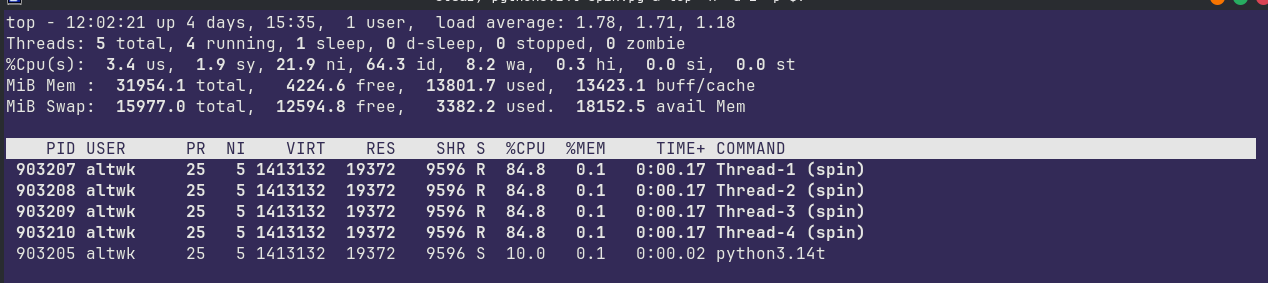 top - 12:02:21 up 4 days, 15:35,  1 user,  load average: 1.78, 1.71, 1.18
Threads: 5 total, 4 running, 1 sleep, 0 d-sleep, 0 stopped, 0 zombie
%Cpu(s):  3.4 us,  1.9 sy, 21.9 ni, 64.3 id,  8.2 wa,  0.3 hi,  0.0 si,  0.0 st
MiB Mem :  31954.1 total,   4224.6 free,  13801.7 used,  13423.1 buff/cache
MiB Swap:  15977.0 total,  12594.8 free,   3382.2 used.  18152.5 avail Mem
PID USER      PR  NI    VIRT    RES    SHR S  %CPU  %MEM     TIME+ COMMAND
903207 altwk     25   5 1413132  19372   9596 R  84.8   0.1   0:00.17 Thread-1 (spin)
903208 altwk     25   5 1413132  19372   9596 R  84.8   0.1   0:00.17 Thread-2 (spin)
903209 altwk     25   5 1413132  19372   9596 R  84.8   0.1   0:00.17 Thread-3 (spin)
903210 altwk     25   5 1413132  19372   9596 R  84.8   0.1   0:00.17 Thread-4 (spin)
903205 altwk     25   5 1413132  19372   9596 S  10.0   0.1   0:00.02 python3.14t